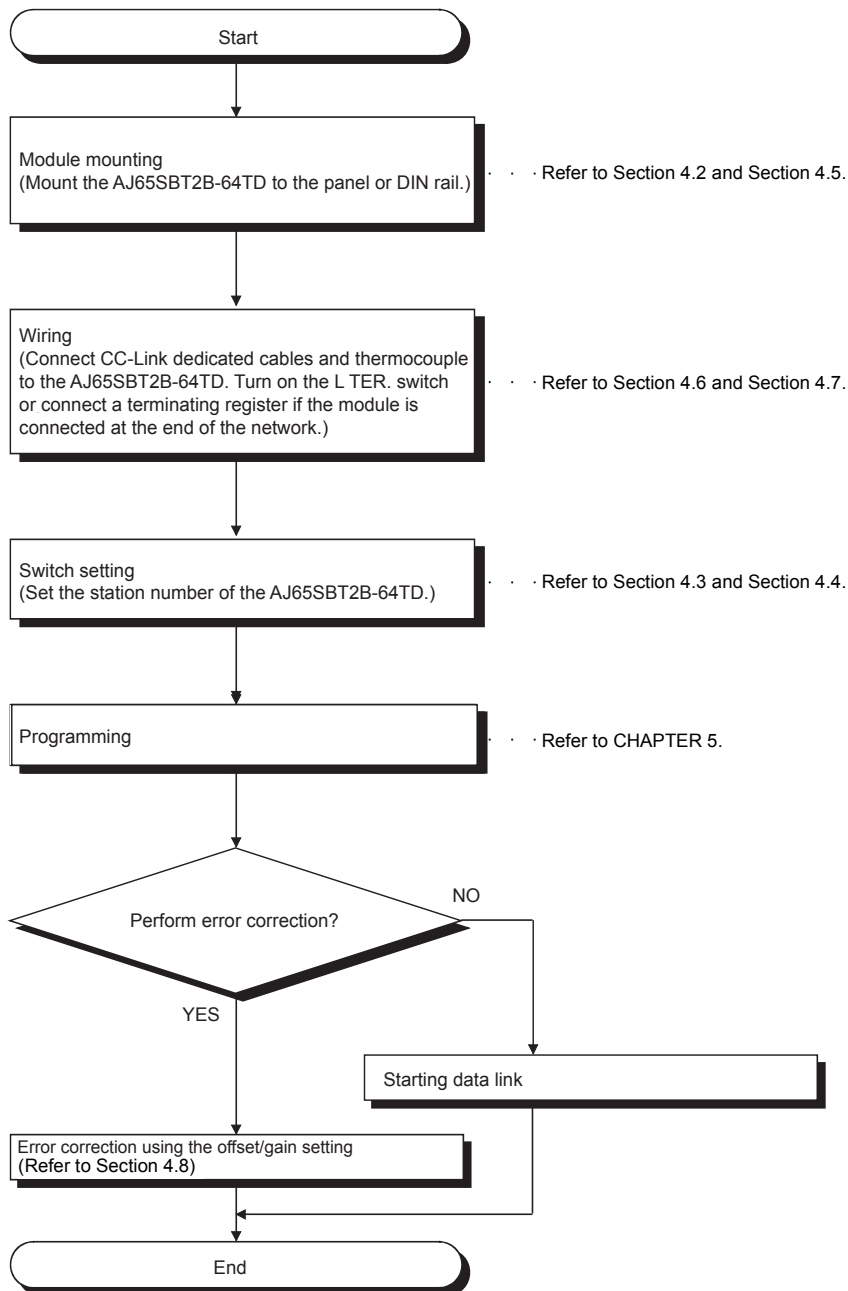 Start
Module mounting
(Mount the AJ65SBT2B-64TD to the panel or DIN rail.)
· · · Refer to Section 4.2 and Section 4.5.
Wiring
(Connect CC-Link dedicated cables and thermocouple
to the AJ65SBT2B-64TD. Turn on the L TER. switch
or connect a terminating register if the module is
connected at the end of the network.)
· · · Refer to Section 4.6 and Section 4.7.
Switch setting
(Set the station number of the AJ65SBT2B-64TD.)
· · · Refer to Section 4.3 and Section 4.4.
Programming
· · · Refer to CHAPTER 5.
Perform error correction?
NO
YES
Starting data link
Error correction using the offset/gain setting
(Refer to Section 4.8)
End